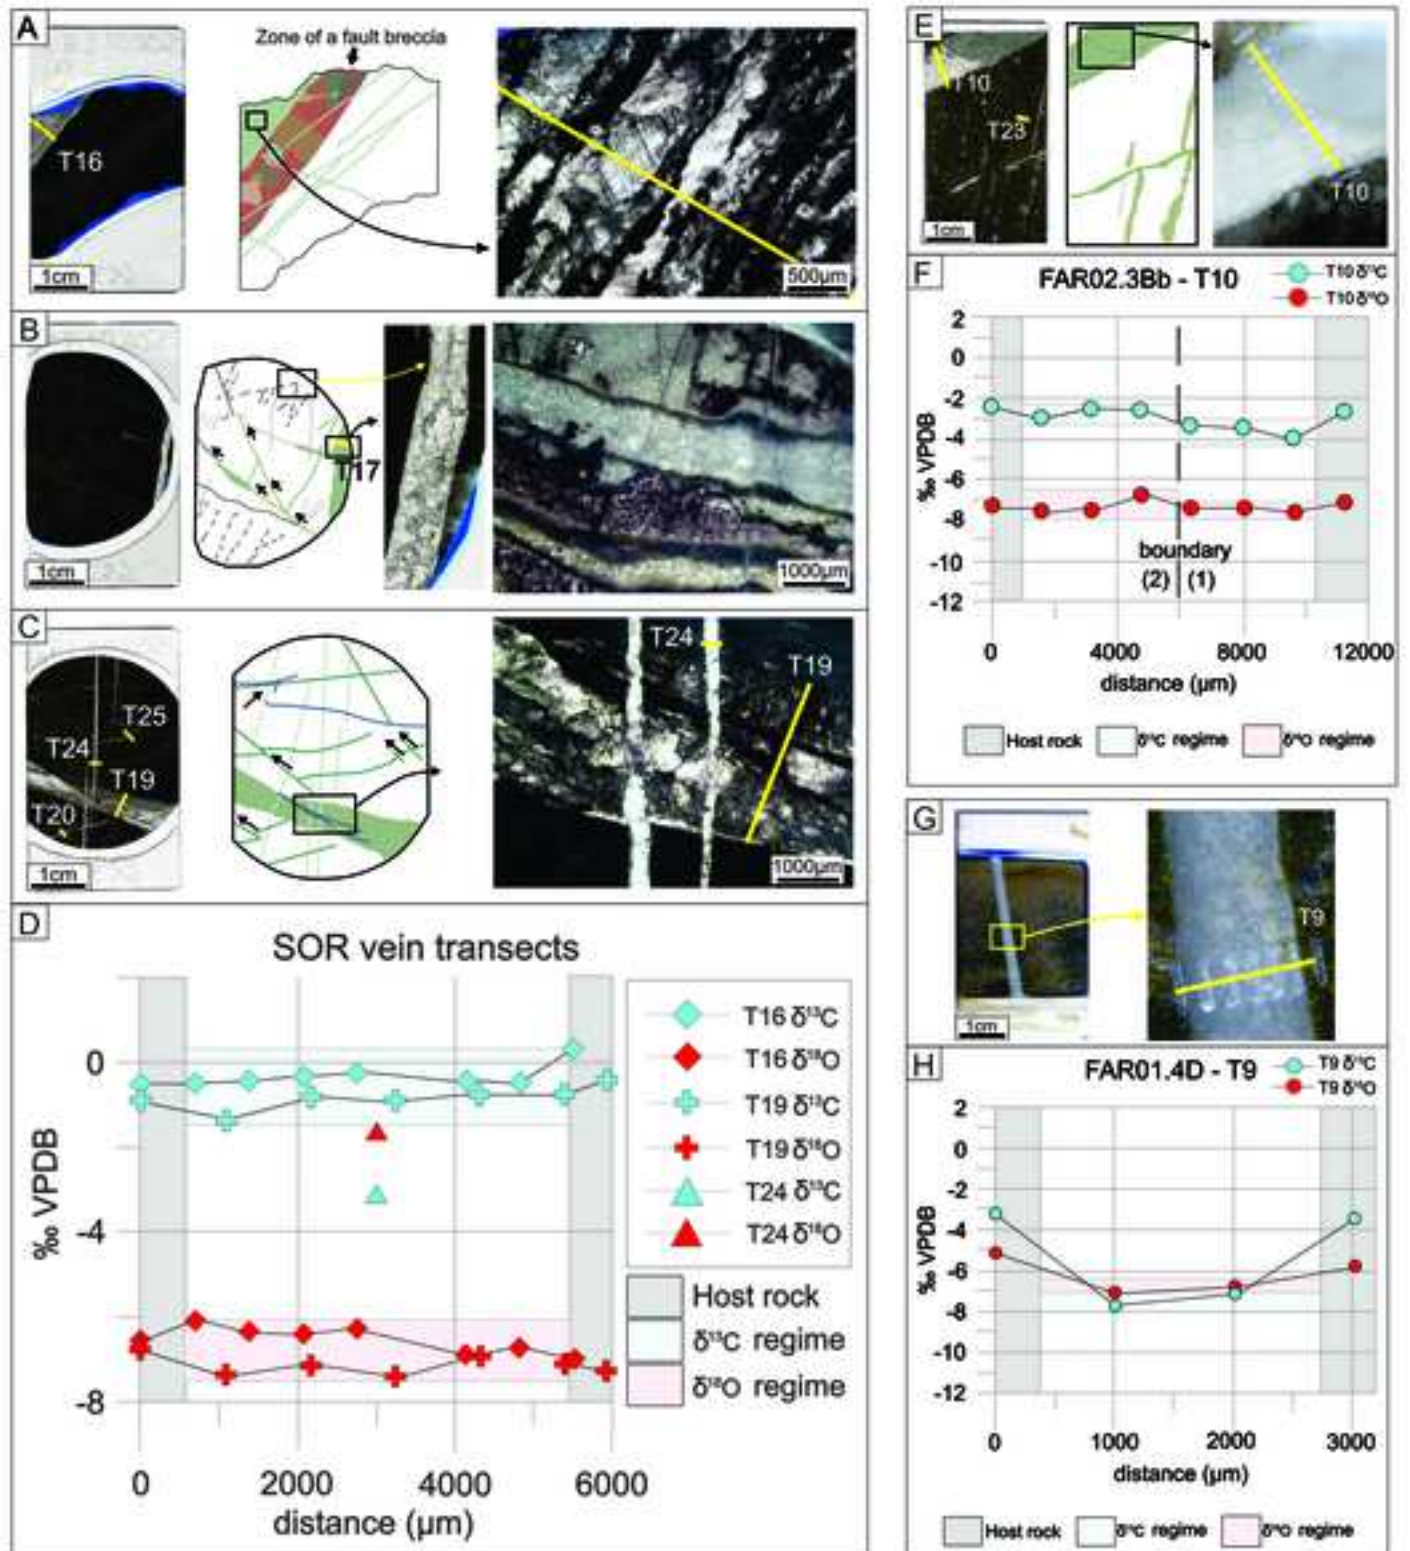 A
Zone of a fault breccia
T16
1cm
500µm
B
T17
1cm
1000µm
C
T25
T24
T19
T20
1cm
T24
T19
1000µm
D
SOR vein transects
0
-4
-8
‰ VPDB
0
2000
4000
6000
distance (µm)
T16 δ¹³C
T16 δ¹⁸O
T19 δ¹³C
T19 δ¹⁸O
T24 δ¹³C
T24 δ¹⁸O
Host rock
δ¹³C regime
δ¹⁸O regime
E
T10
T23
1cm
T10
F
FAR02.3Bb - T10
T10 δ¹³C
T10 δ¹⁸O
2
0
-2
-4
-6
-8
-10
-12
‰ VPDB
boundary
(2) (1)
0
4000
8000
12000
distance (µm)
Host rock
δ¹³C regime
δ¹⁸O regime
G
T9
1cm
H
FAR01.4D - T9
T9 δ¹³C
T9 δ¹⁸O
2
0
-2
-4
-6
-8
-10
-12
‰ VPDB
0
1000
2000
3000
distance (µm)
Host rock
δ¹³C regime
δ¹⁸O regime